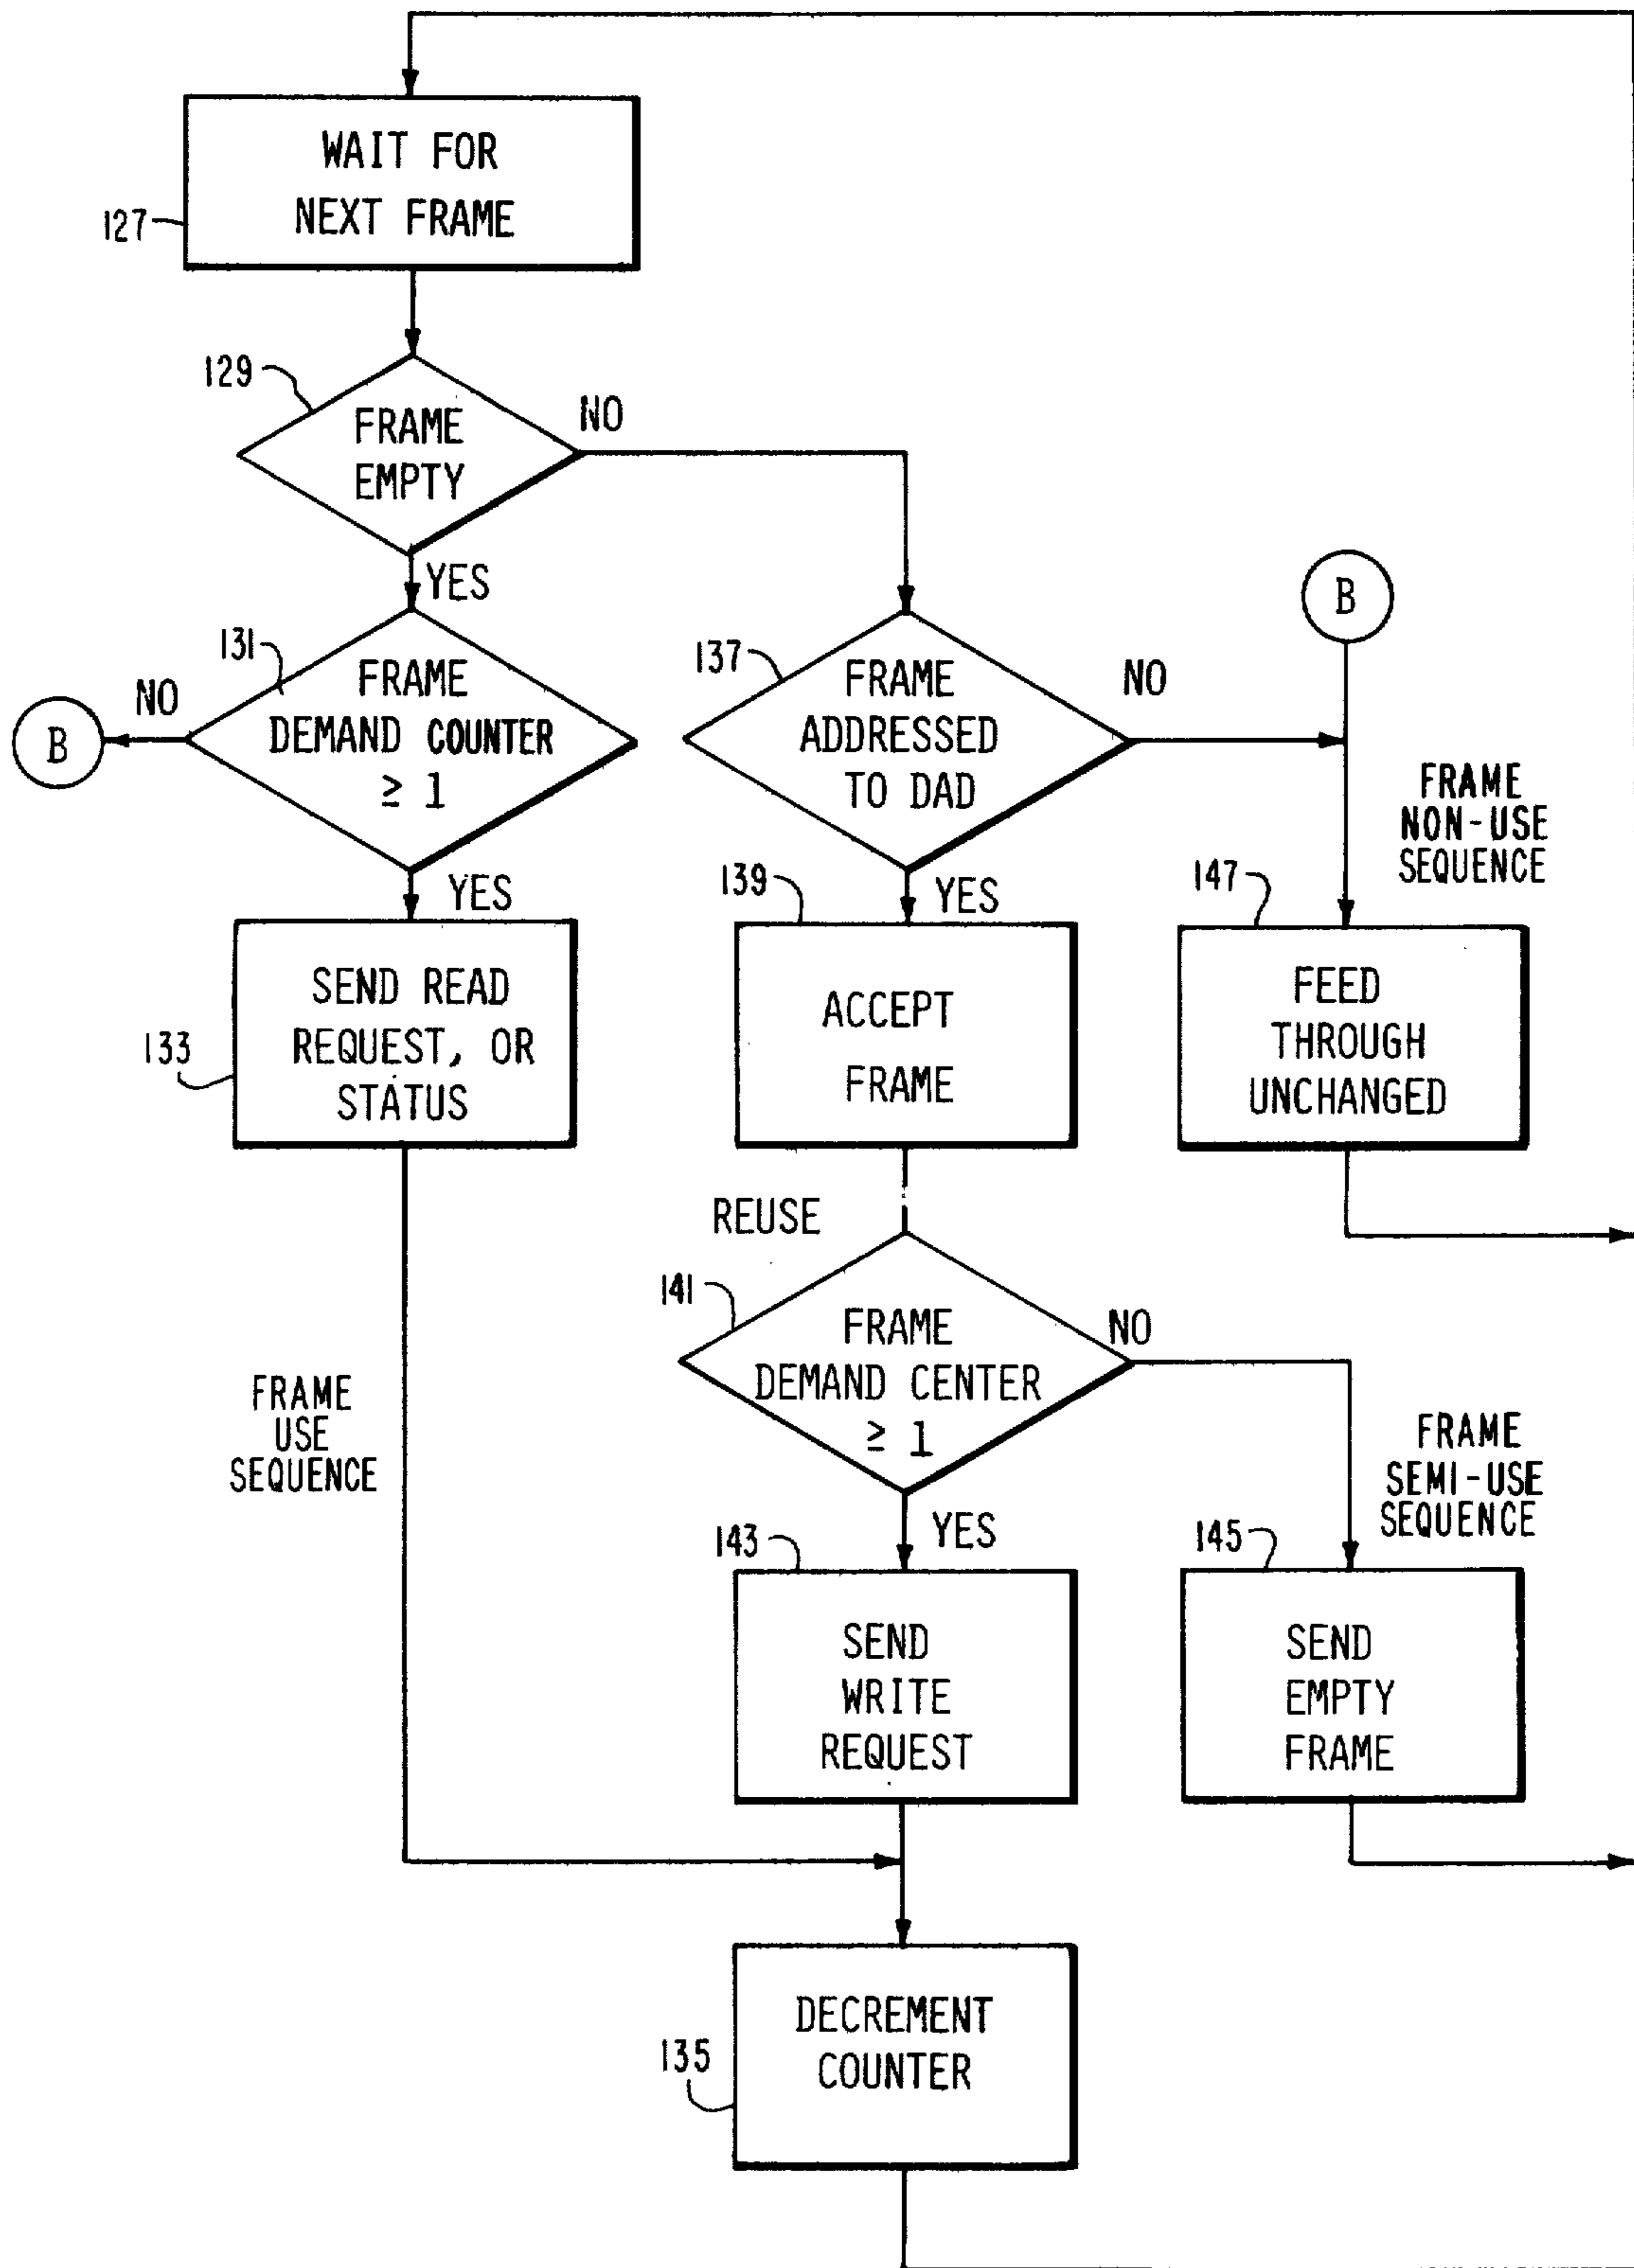 WAIT FOR
NEXT FRAME
127
129
FRAME
EMPTY
NO
YES
B
131
FRAME
DEMAND COUNTER
≥ 1
NO
B
YES
137
FRAME
ADDRESSED
TO DAD
NO
YES
FRAME
NON-USE
SEQUENCE
133
SEND READ
REQUEST, OR
STATUS
139
ACCEPT
FRAME
147
FEED
THROUGH
UNCHANGED
REUSE
141
FRAME
DEMAND CENTER
≥ 1
NO
YES
FRAME
USE
SEQUENCE
FRAME
SEMI-USE
SEQUENCE
143
SEND
WRITE
REQUEST
145
SEND
EMPTY
FRAME
135
DECREMENT
COUNTER